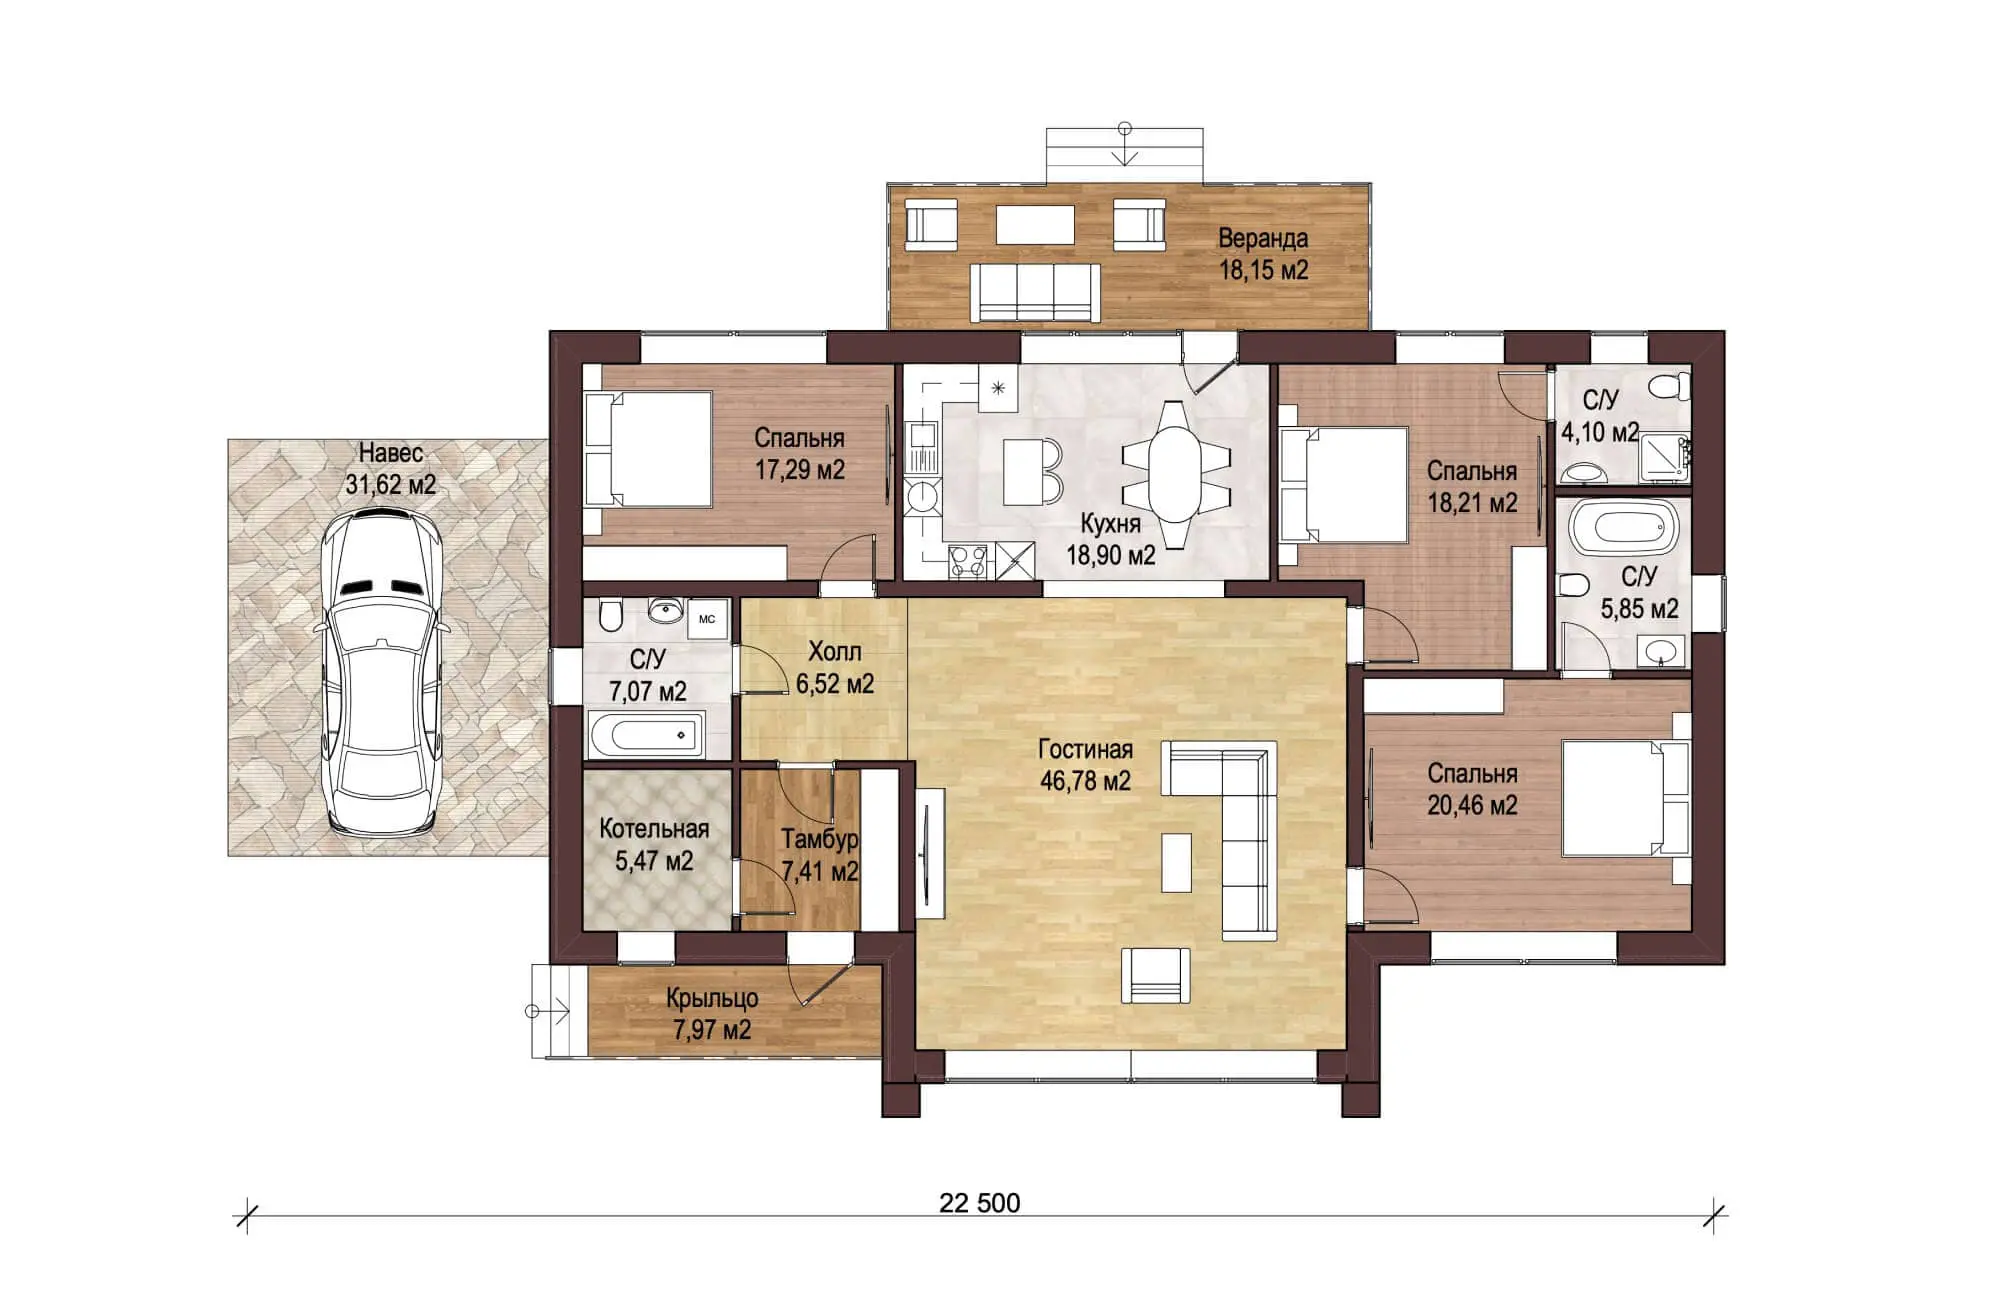 Веранда
18,15 м2
Навес
31,62 м2
Спальня
17,29 м2
Кухня
18,90 м2
Спальня
18,21 м2
С/У
4,10 м2
С/У
5,85 м2
С/У
7,07 м2
МС
Холл
6,52 м2
Гостиная
46,78 м2
Спальня
20,46 м2
Котельная
5,47 м2
Тамбур
7,41 м2
Крыльцо
7,97 м2
22 500